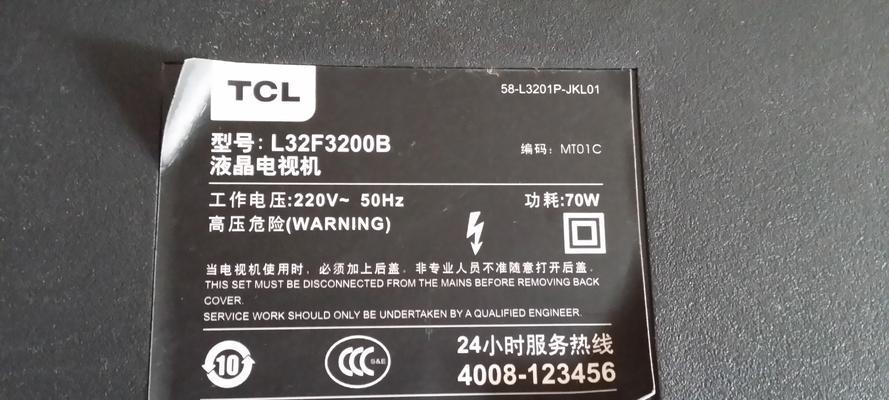 TCL
58-L3201P-JKL01
型号: L32F3200B
编码: MT01C
液晶电视机
工作电压:220V~ 50Hz
功耗:70W
高压危险(WARNING)
当电视机使用时，必须加上后盖。非专业人员不准随意打开后盖。
THIS SET MUST BE DISCONNECTED FROM THE MAINS BEFORE REMOVING BACK
COVER.
SERVICE WORK SHOULD ONLY BE UNDERTAKEN BY A QUALIFIED ENGINEER.
10
CCC S&E
24小时服务热线
4008-123456